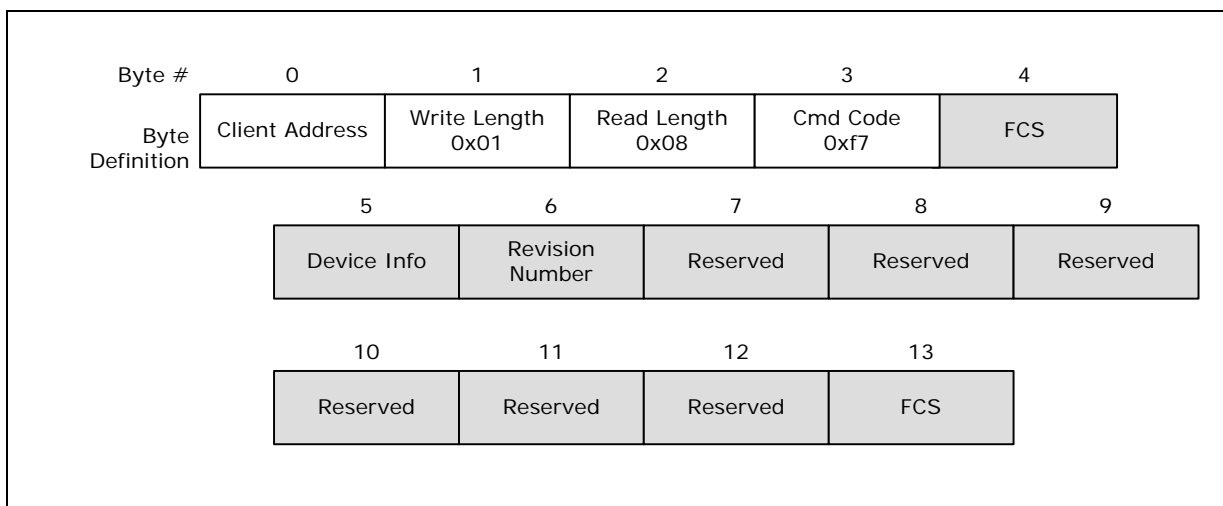 Byte # 0 1 2 3 4
Byte Definition
Client Address
Write Length
0x01
Read Length
0x08
Cmd Code
0xf7
FCS
5 6 7 8 9
Device Info
Revision
Number
Reserved
Reserved
Reserved
10 11 12 13
Reserved
Reserved
Reserved
FCS